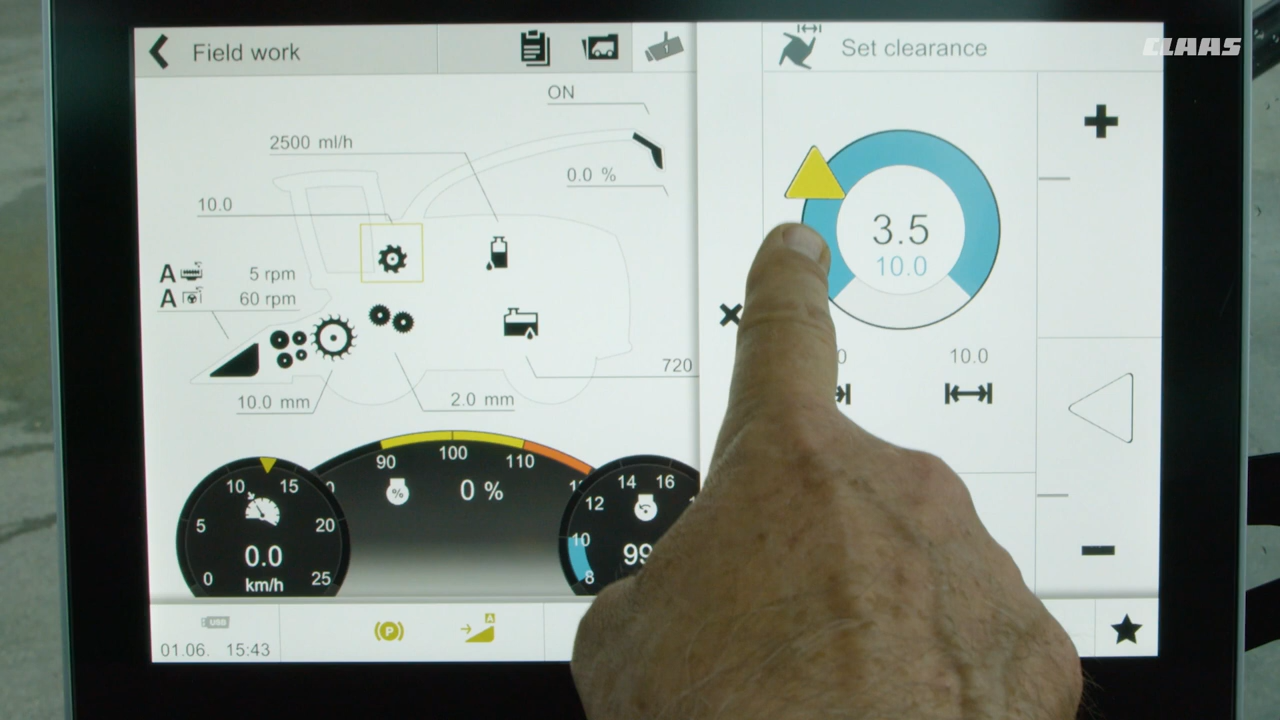 Field work
Set clearance
CLAAS
ON
2500 ml/h
0.0 %
10.0
A 5 rpm
A 60 rpm
3.5
10.0
720
10.0
10.0 mm
2.0 mm
90 100 110
0 %
%
5 10 15 20 25
0
0.0
km/h
8 10 12 14 16
99
USB
P
A
01.06. 15:43